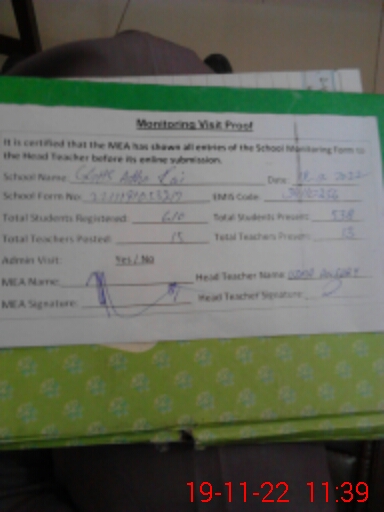 Monitoring Visit Proof
It is certified that the MEA has shown all entries of the School Monitoring Form to
the Head Teacher before its online submission.
School Name: Date:
School Form No: EMIS Code:
Total Students Registered: 610 Total Students Present: 538
Total Teachers Posted: 15 Total Teachers Present: 13
Admin Visit: Yes / No
MEA Name: Head Teacher Name
MEA Signature: Head Teacher Signature:
19-11-22 11:39